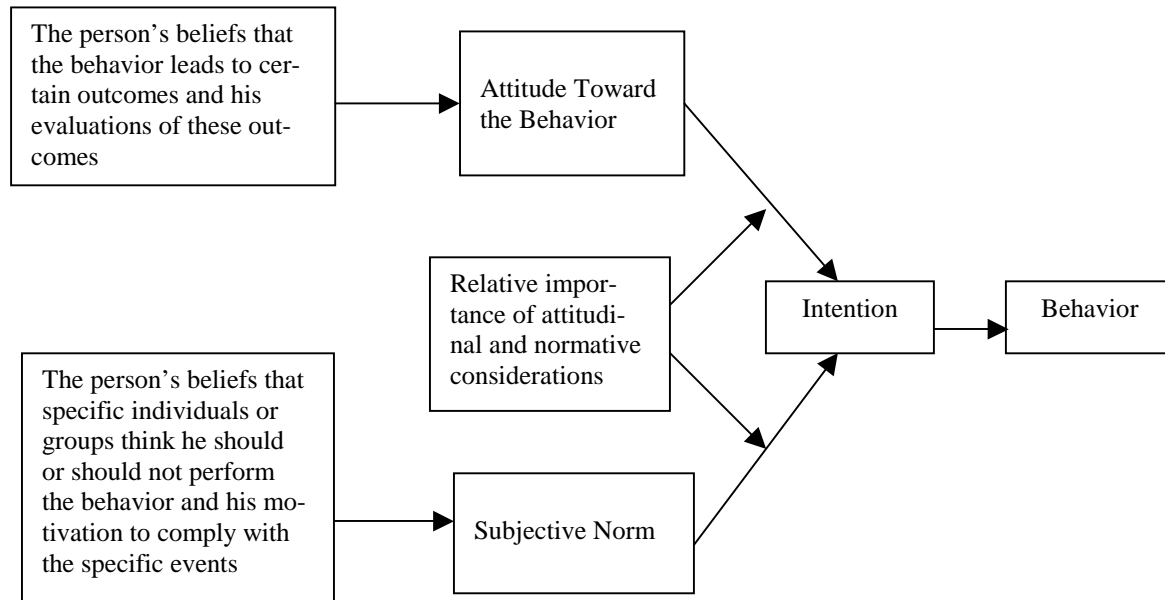 The person’s beliefs that
the behavior leads to cer-
tain outcomes and his
evaluations of these out-
comes
Attitude Toward
the Behavior
Relative impor-
tance of attitudi-
nal and normative
considerations
Intention
Behavior
The person’s beliefs that
specific individuals or
groups think he should
or should not perform
the behavior and his mo-
tivation to comply with
the specific events
Subjective Norm